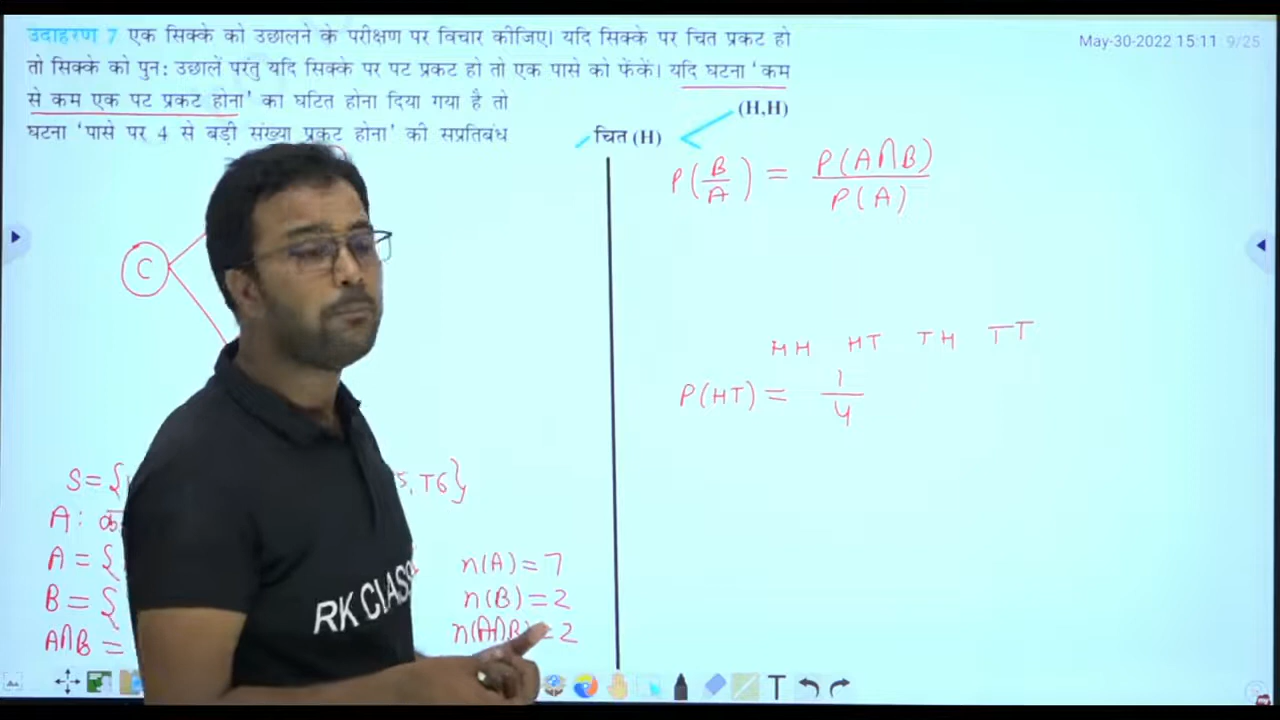 उदाहरण 7 एक सिक्के को उछालने के परीक्षण पर विचार कीजिए। यदि सिक्के पर चित प्रकट हो
तो सिक्के को पुन: उछालें परंतु यदि सिक्के पर पट प्रकट हो तो एक पासे को फेंकें। यदि घटना ‘कम
से कम एक पट प्रकट होना’ का घटित होना दिया गया है तो
घटना ‘पासे पर 4 से बड़ी संख्या प्रकट होना’ की सप्रतिबंध
May-30-2022 15:11 9/25
(H,H)
चित (H)
P(B/A) = P(A∩B)/P(A)
C
HH HT TH TT
P(HT) = 1/4
S={ 5, T6}
A:
A={
B={
A∩B=
n(A)=7
n(B)=2
n(A∩B)=2
RK CLASS
T